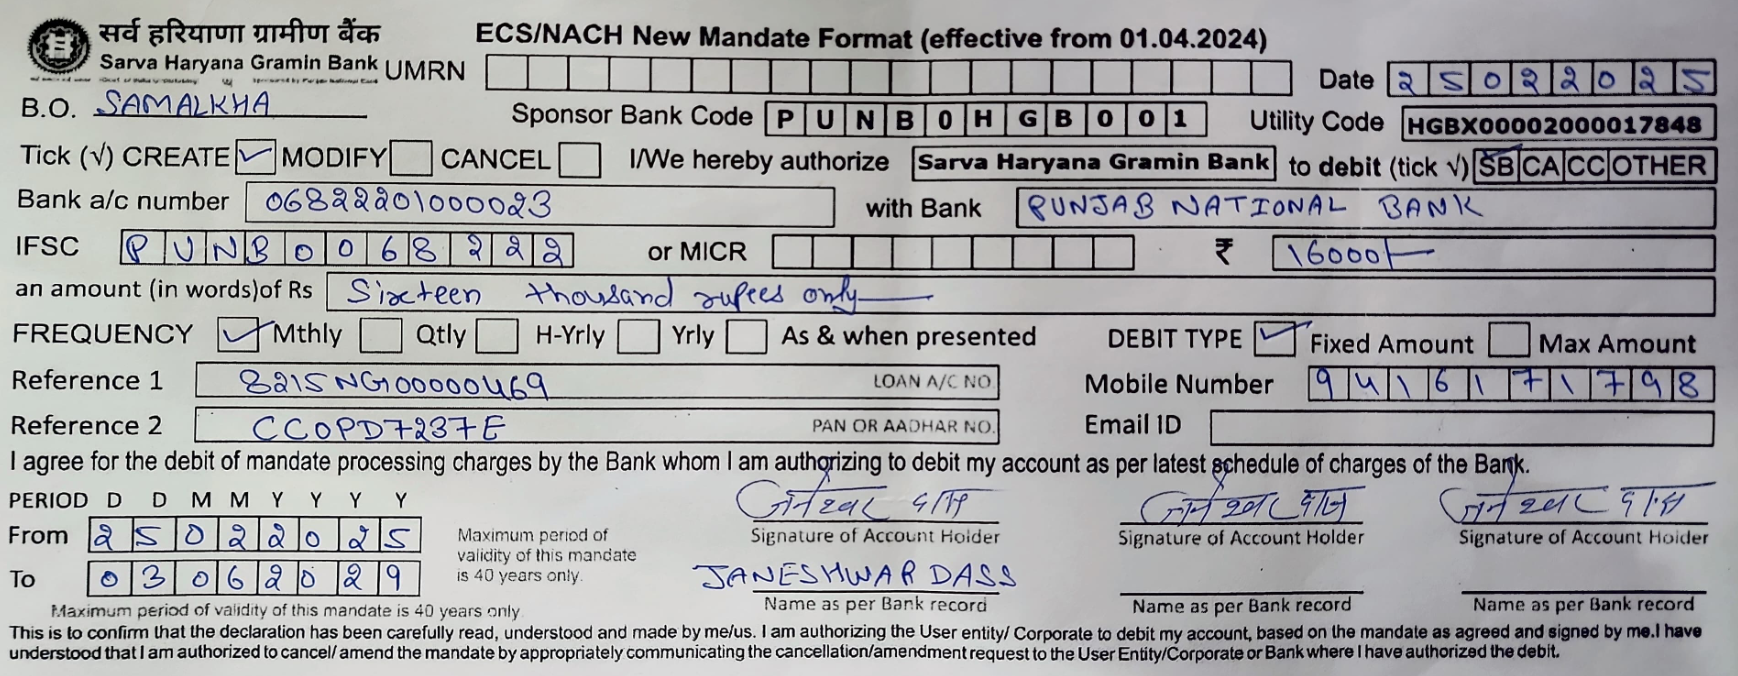 सर्व हरियाणा ग्रामीण बैंक
Sarva Haryana Gramin Bank
ECS/NACH New Mandate Format (effective from 01.04.2024)
UMRN Date 25022025
B.O. SAMALKHA Sponsor Bank Code PUNB0HGB001 Utility Code HGBX00002000017848
Tick (√) CREATE ✓ MODIFY CANCEL I/We hereby authorize Sarva Haryana Gramin Bank to debit (tick √) SB CA CC OTHER
Bank a/c number 06822201000023 with Bank PUNJAB NATIONAL BANK
IFSC PUNB0068222 or MICR ₹ 16000/-
an amount (in words)of Rs Sixteen thousand rupees only
FREQUENCY ✓ Mthly Qtly H-Yrly Yrly As & when presented DEBIT TYPE ✓ Fixed Amount Max Amount
Reference 1 8215NG00000469 LOAN A/C NO. Mobile Number 9416171798
Reference 2 CCOPD7237E PAN OR AADHAR NO. Email ID
I agree for the debit of mandate processing charges by the Bank whom I am authorizing to debit my account as per latest schedule of charges of the Bank.
PERIOD D D M M Y Y Y Y
From 25022025 Maximum period of validity of this mandate is 40 years only.
To 03062029
Signature of Account Holder Signature of Account Holder Signature of Account Holder
JANESHWAR DASS
Name as per Bank record Name as per Bank record Name as per Bank record
Maximum period of validity of this mandate is 40 years only
This is to confirm that the declaration has been carefully read, understood and made by me/us. I am authorizing the User entity/ Corporate to debit my account, based on the mandate as agreed and signed by me.I have
understood that I am authorized to cancel/ amend the mandate by appropriately communicating the cancellation/amendment request to the User Entity/Corporate or Bank where I have authorized the debit.